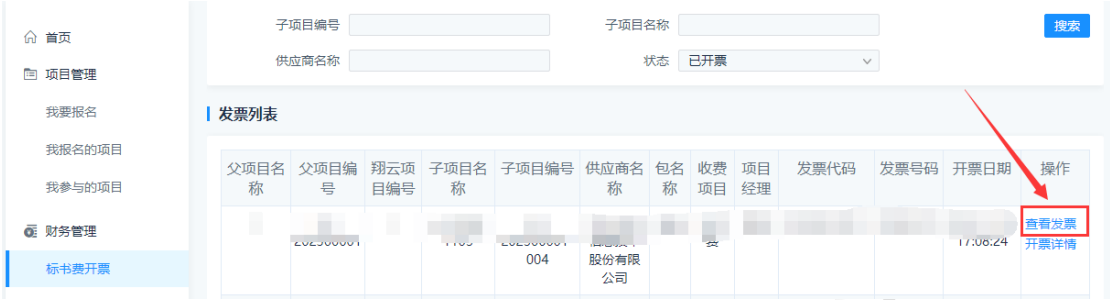 首页
项目管理
我要报名
我报名的项目
我参与的项目
财务管理
标书费开票
子项目编号
子项目名称
搜索
供应商名称
状态
已开票
发票列表
父项目名称
父项目编号
翔云项目编号
子项目名称
子项目编号
供应商名称
包名称
收费项目
项目经理
发票代码
发票号码
开票日期
操作
004
股份有限
公司
17:08:24
查看发票
开票详情